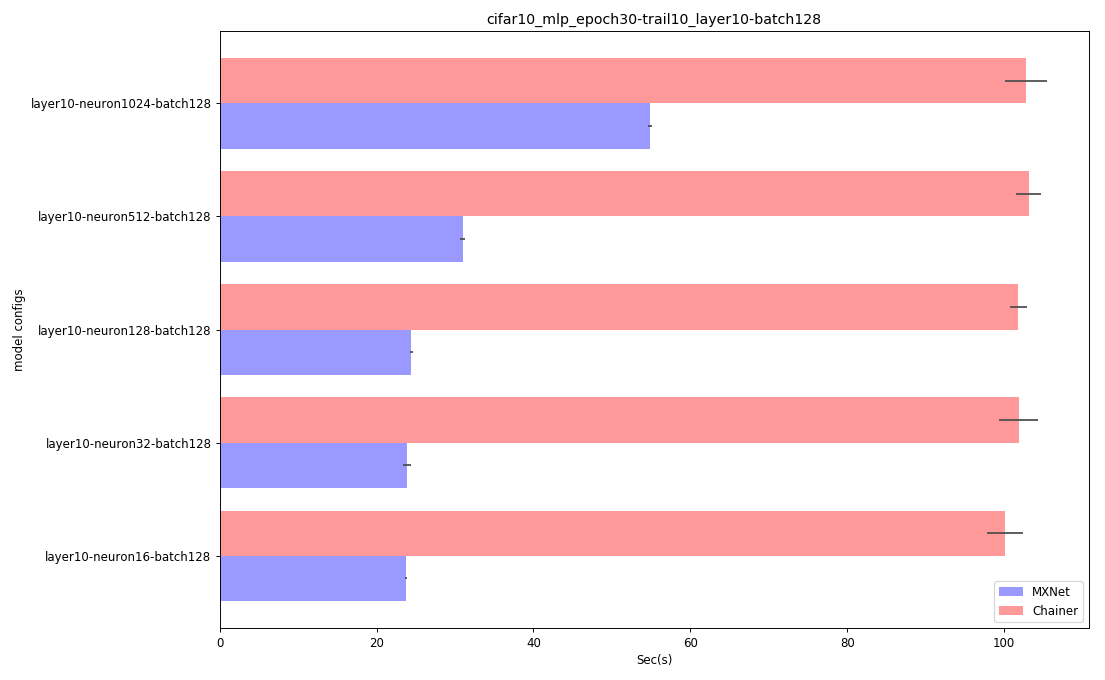 cifar10_mlp_epoch30-trail10_layer10-batch128
layer10-neuron1024-batch128
layer10-neuron512-batch128
layer10-neuron128-batch128
layer10-neuron32-batch128
layer10-neuron16-batch128
model configs
MXNet
Chainer
0 20 40 60 80 100
Sec(s)